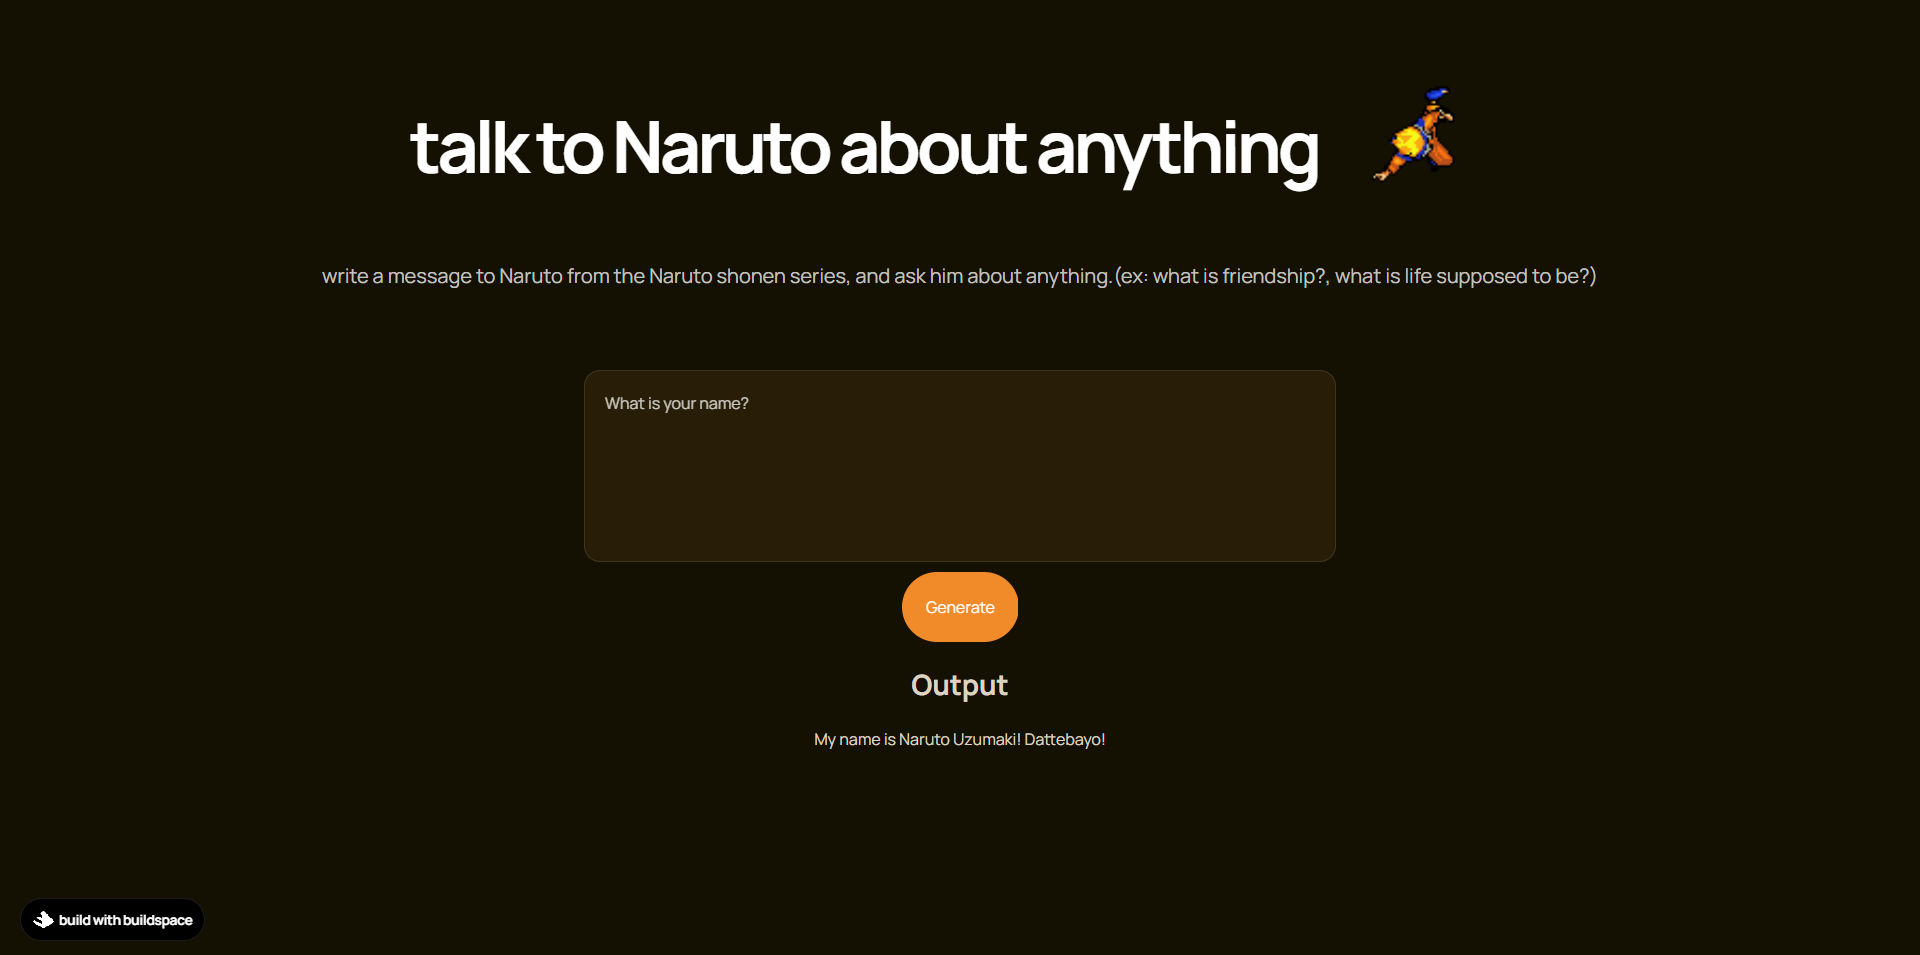 talk to Naruto about anything
write a message to Naruto from the Naruto shonen series, and ask him about anything.(ex: what is friendship?, what is life supposed to be?)
What is your name?
Generate
Output
My name is Naruto Uzumaki! Dattebayo!
build with buildspace